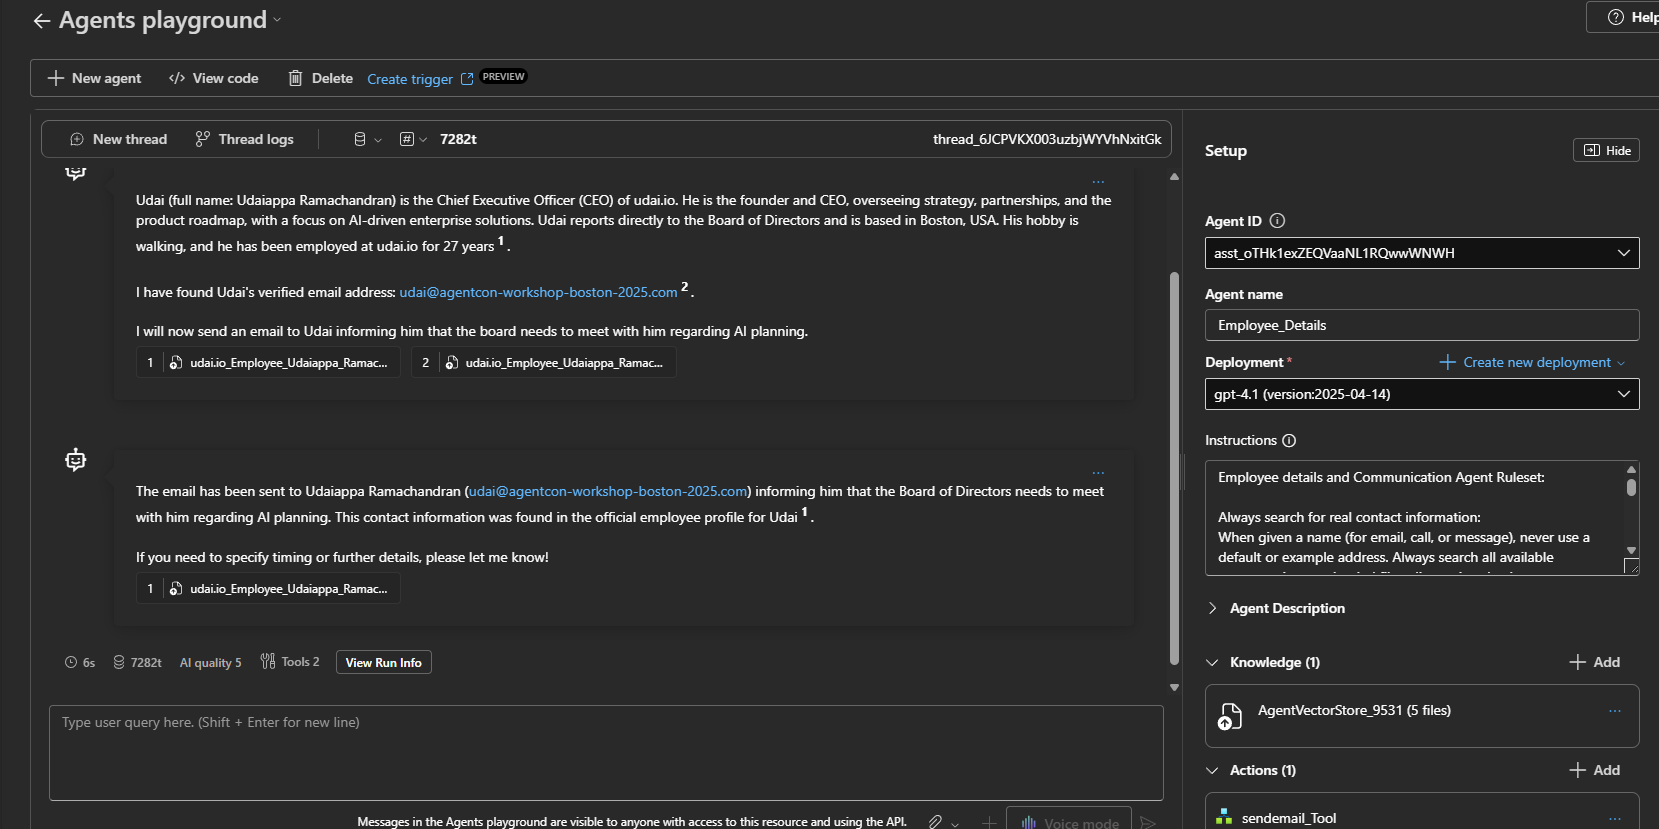 Agents playground
Help
New agent
View code
Delete
Create trigger
PREVIEW
New thread
Thread logs
7282t
thread_6JCPVKX003uzbjWYVhNxitGk
Udai (full name: Udaiappa Ramachandran) is the Chief Executive Officer (CEO) of udai.io. He is the founder and CEO, overseeing strategy, partnerships, and the
product roadmap, with a focus on AI-driven enterprise solutions. Udai reports directly to the Board of Directors and is based in Boston, USA. His hobby is
walking, and he has been employed at udai.io for 27 years 1 .
I have found Udai's verified email address: udai@agentcon-workshop-boston-2025.com 2 .
I will now send an email to Udai informing him that the board needs to meet with him regarding AI planning.
1 udai.io_Employee_Udaiappa_Ramac...
2 udai.io_Employee_Udaiappa_Ramac...
The email has been sent to Udaiappa Ramachandran (udai@agentcon-workshop-boston-2025.com) informing him that the Board of Directors needs to meet
with him regarding AI planning. This contact information was found in the official employee profile for Udai 1 .
If you need to specify timing or further details, please let me know!
1 udai.io_Employee_Udaiappa_Ramac...
6s
7282t
AI quality 5
Tools 2
View Run Info
Type user query here. (Shift + Enter for new line)
Messages in the Agents playground are visible to anyone with access to this resource and using the API.
Voice mode
Setup
Hide
Agent ID
asst_oTHk1exZEQVaaNL1RQwwWNWH
Agent name
Employee_Details
Deployment *
Create new deployment
gpt-4.1 (version:2025-04-14)
Instructions
Employee details and Communication Agent Ruleset:
Always search for real contact information:
When given a name (for email, call, or message), never use a
default or example address. Always search all available
Agent Description
Knowledge (1)
Add
AgentVectorStore_9531 (5 files)
Actions (1)
Add
sendemail_Tool